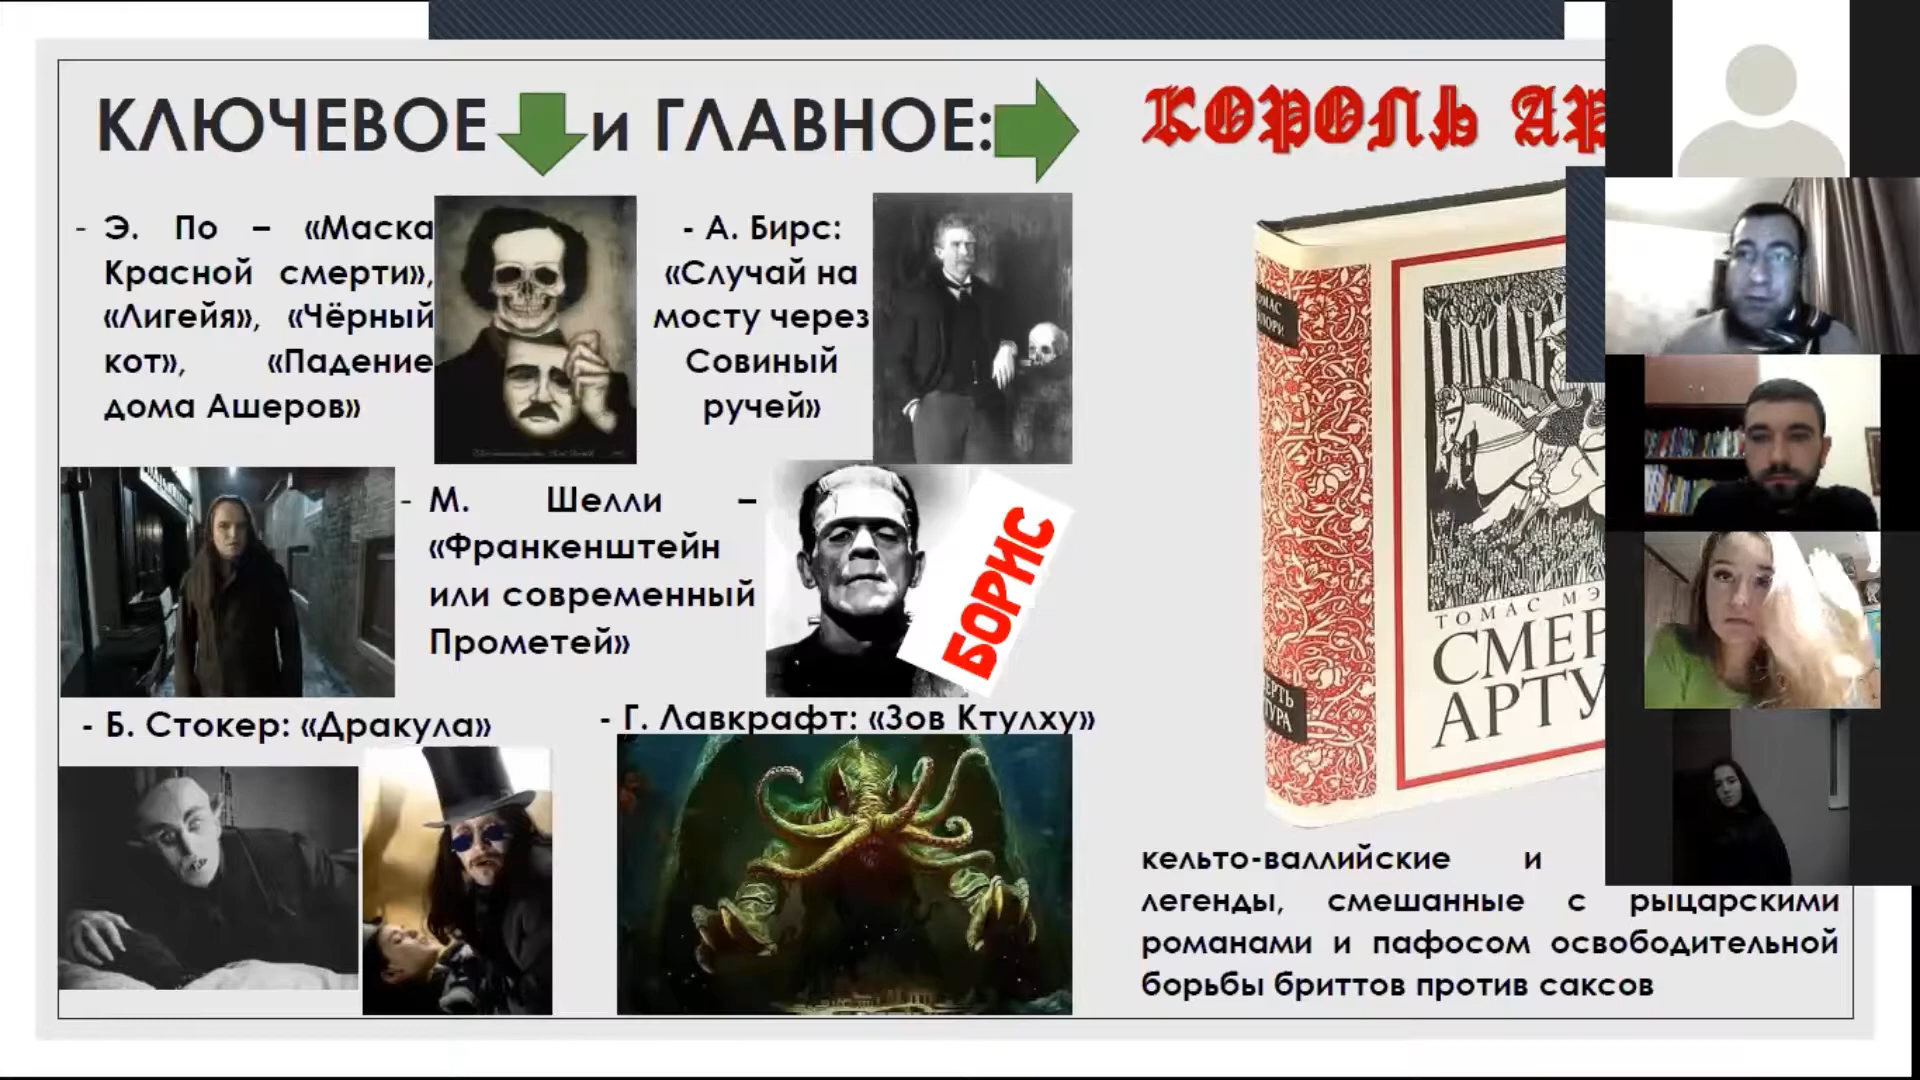 КЛЮЧЕВОЕ и ГЛАВНОЕ:
КОРОЛЬ АР
- Э. По – «Маска
Красной смерти»,
«Лигейя», «Чёрный
кот», «Падение
дома Ашеров»
- А. Бирс:
«Случай на
мосту через
Совиный
ручей»
- М. Шелли –
«Франкенштейн
или современный
Прометей»
БОРИС
- Б. Стокер: «Дракула»
- Г. Лавкрафт: «Зов Ктулху»
ТОМАС МЭ
СМЕР
АРТУ
кельто-валлийские и
легенды, смешанные с рыцарскими
романами и пафосом освободительной
борьбы бриттов против саксов